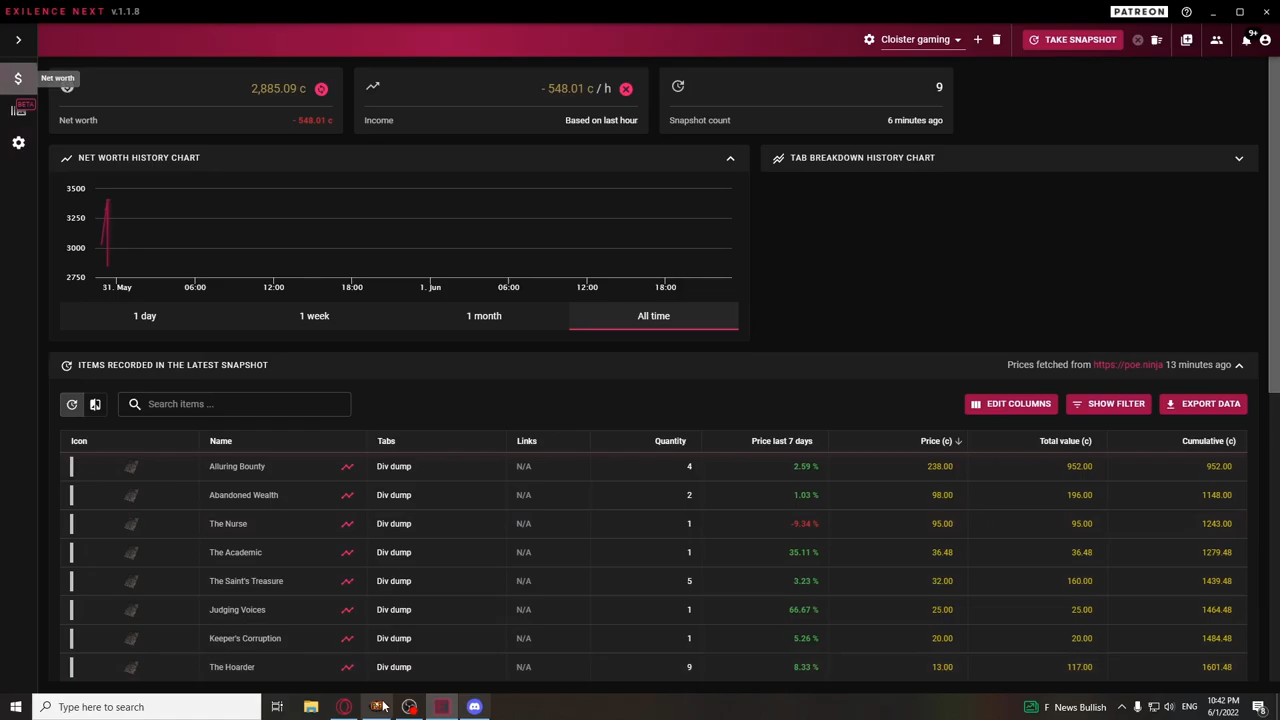 EXILENCE NEXT v.1.1.8
PATREON
Cloister gaming
TAKE SNAPSHOT
9+
Net worth
BETA
2,885.09 c
Net worth
- 548.01 c
- 548.01 c / h
Income
Based on last hour
9
Snapshot count
6 minutes ago
NET WORTH HISTORY CHART
TAB BREAKDOWN HISTORY CHART
3500
3250
3000
2750
31. May 06:00 12:00 18:00 1. Jun 06:00 12:00 18:00
1 day 1 week 1 month All time
ITEMS RECORDED IN THE LATEST SNAPSHOT
Prices fetched from https://poe.ninja 13 minutes ago
Search items ...
EDIT COLUMNS
SHOW FILTER
EXPORT DATA
Icon Name Tabs Links Quantity Price last 7 days Price (c) Total value (c) Cumulative (c)
Alluring Bounty Div dump N/A 4 2.59 % 238.00 952.00 952.00
Abandoned Wealth Div dump N/A 2 1.03 % 98.00 196.00 1148.00
The Nurse Div dump N/A 1 -9.34 % 95.00 95.00 1243.00
The Academic Div dump N/A 1 35.11 % 36.48 36.48 1279.48
The Saint's Treasure Div dump N/A 5 3.23 % 32.00 160.00 1439.48
Judging Voices Div dump N/A 1 66.67 % 25.00 25.00 1464.48
Keeper's Corruption Div dump N/A 1 5.26 % 20.00 20.00 1484.48
The Hoarder Div dump N/A 9 8.33 % 13.00 117.00 1601.48
Type here to search
F News Bullish
ENG
10:42 PM
6/1/2022
8